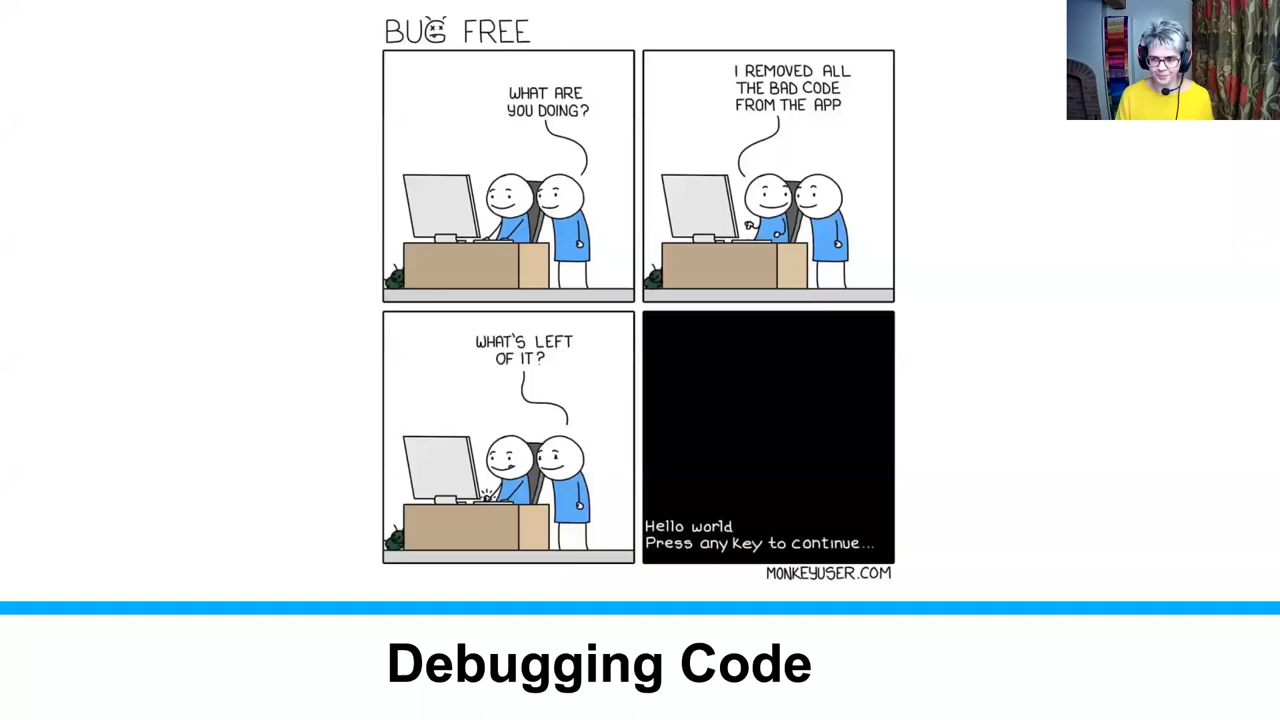 BUG FREE
WHAT ARE
YOU DOING?
I REMOVED ALL
THE BAD CODE
FROM THE APP
WHAT'S LEFT
OF IT?
Hello world
Press any key to continue...
MONKEYUSER.COM
Debugging Code